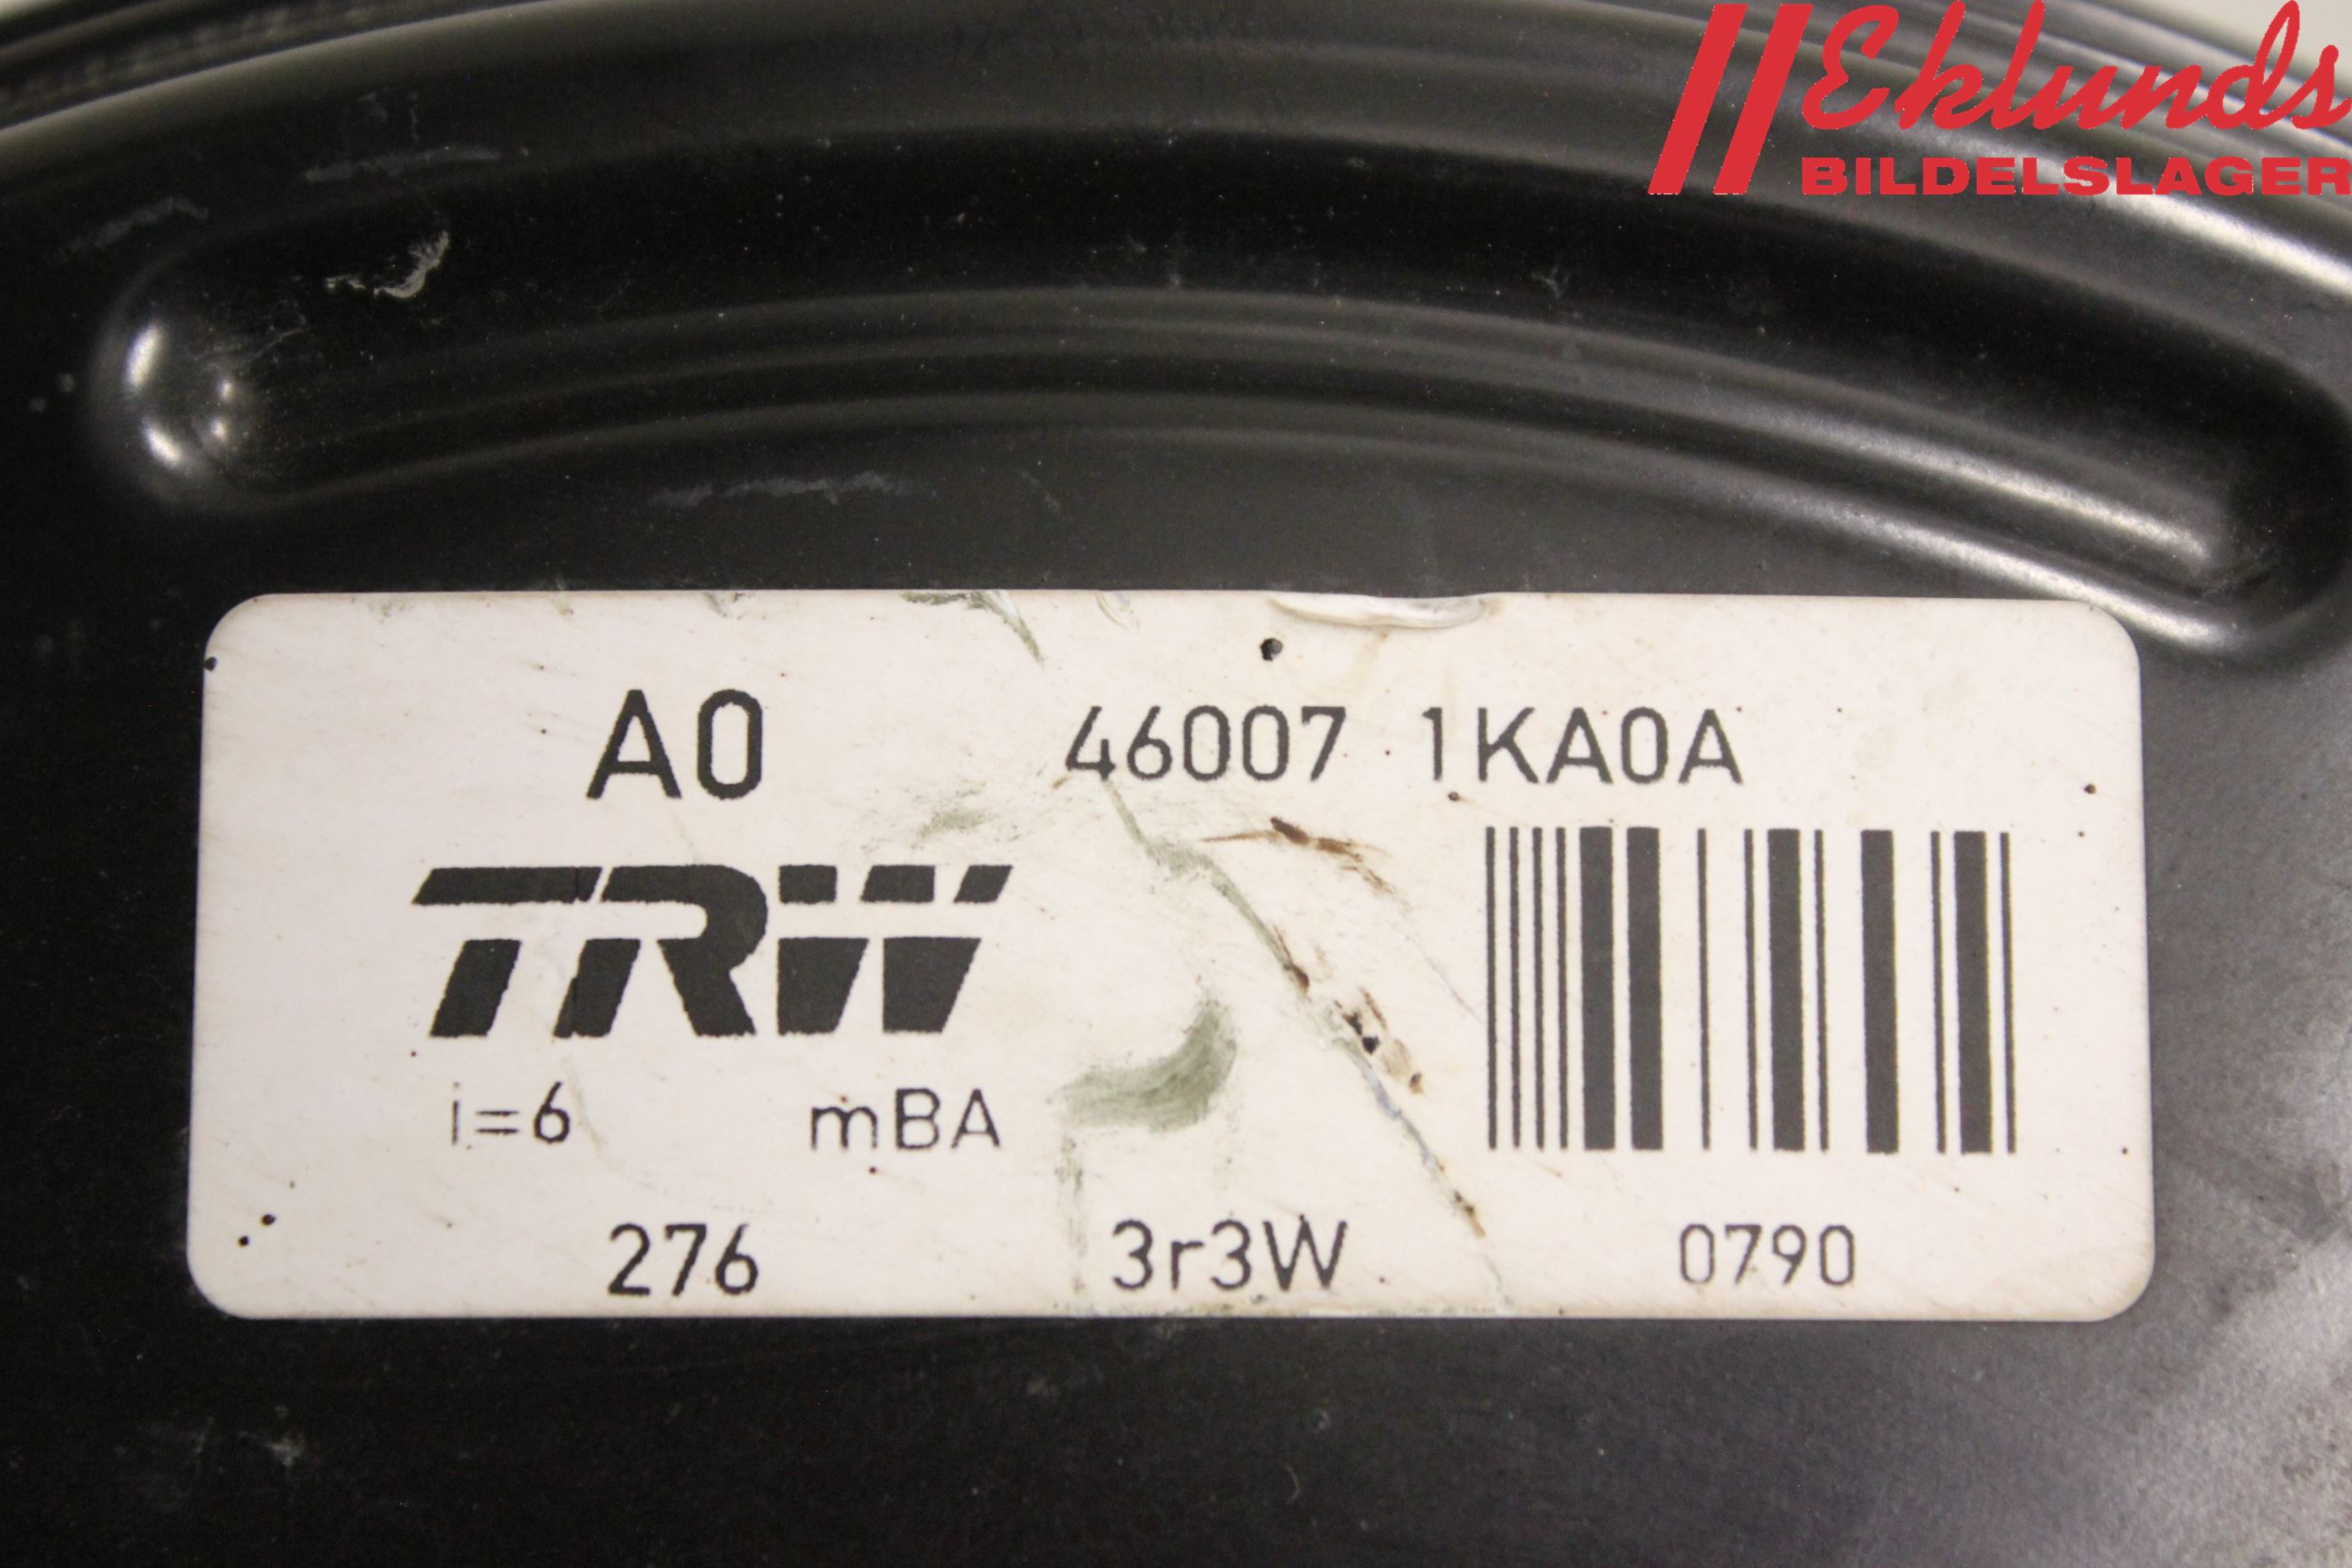 Eklunds
BILDELSLAGER
A0 46007 1KA0A
TRW
i=6 mBA
276 3r3W 0790